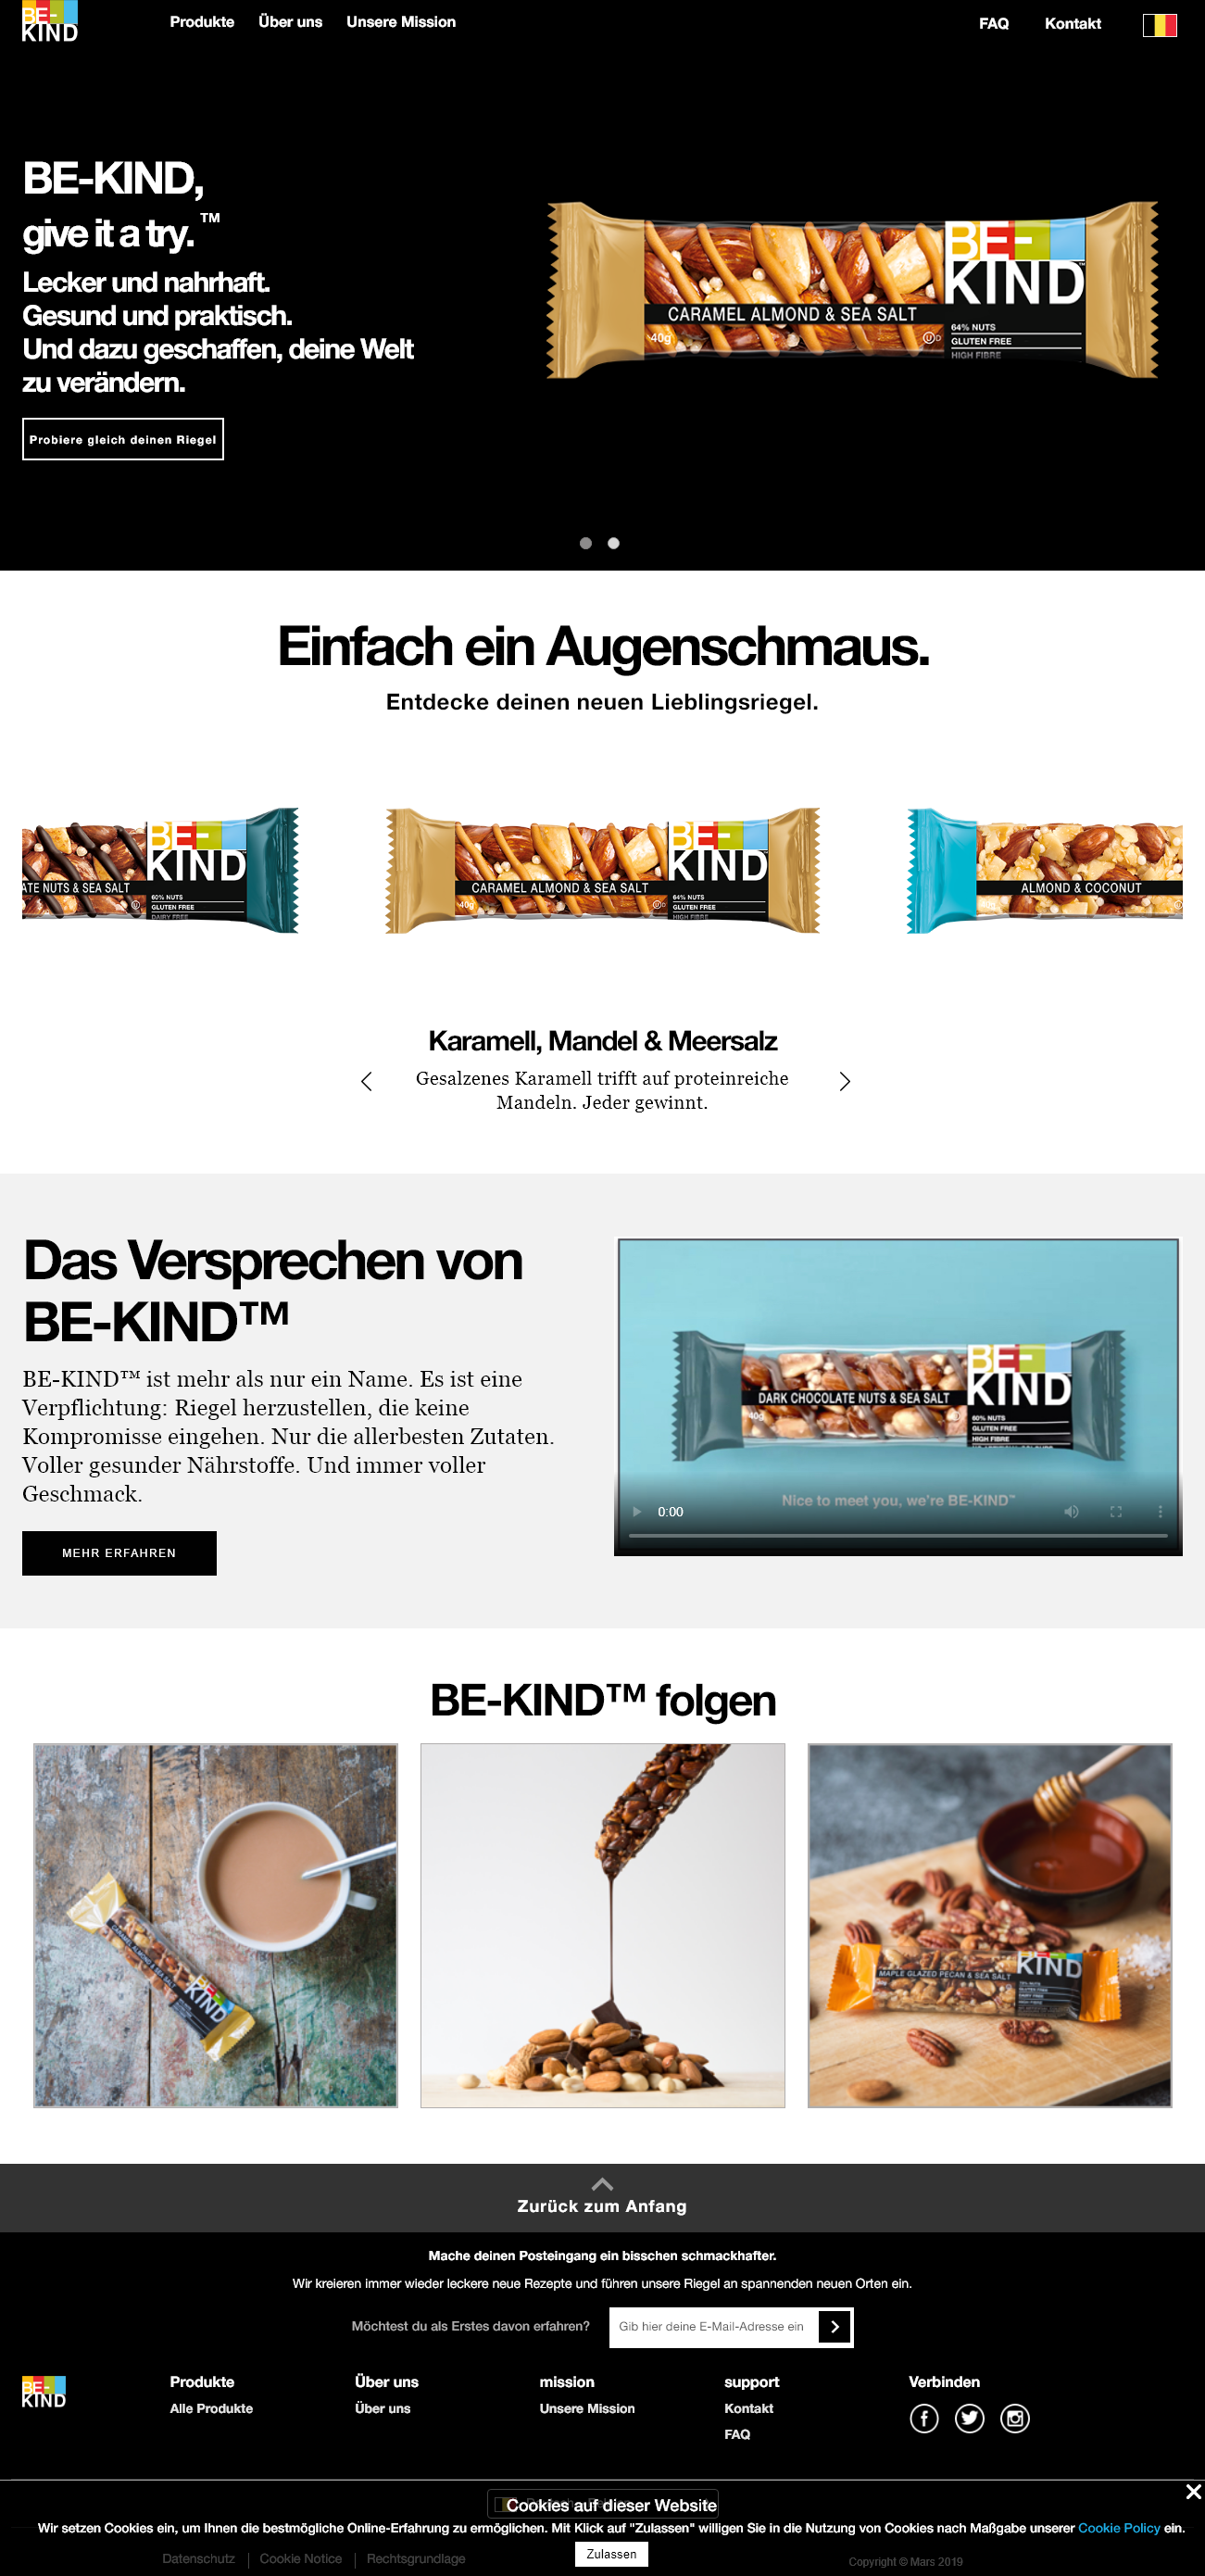 BE-KIND
Produkte Über uns Unsere Mission
FAQ Kontakt
BE-KIND,
give it a try.™
Lecker und nahrhaft.
Gesund und praktisch.
Und dazu geschaffen, deine Welt
zu verändern.
Probiere gleich deinen Riegel
BE-KIND™
CARAMEL ALMOND & SEA SALT
40g
64% NUTS
GLUTEN FREE
HIGH FIBRE
Einfach ein Augenschmaus.
Entdecke deinen neuen Lieblingsriegel.
BE-KIND
ATE NUTS & SEA SALT
60% NUTS
GLUTEN FREE
DAIRY FREE
BE-KIND
CARAMEL ALMOND & SEA SALT
40g
64% NUTS
GLUTEN FREE
HIGH FIBRE
ALMOND & COCONUT
40g
Karamell, Mandel & Meersalz
Gesalzenes Karamell trifft auf proteinreiche
Mandeln. Jeder gewinnt.
Das Versprechen von
BE-KIND™
BE-KIND™ ist mehr als nur ein Name. Es ist eine
Verpflichtung: Riegel herzustellen, die keine
Kompromisse eingehen. Nur die allerbesten Zutaten.
Voller gesunder Nährstoffe. Und immer voller
Geschmack.
MEHR ERFAHREN
BE-KIND
DARK CHOCOLATE NUTS & SEA SALT
40g
60% NUTS
GLUTEN FREE
HIGH FIBRE
Nice to meet you, we're BE-KIND™
0:00
BE-KIND™ folgen
CARAMEL ALMOND & SEA SALT
BE-KIND
MAPLE GLAZED PECAN & SEA SALT
KIND
Zurück zum Anfang
Mache deinen Posteingang ein bisschen schmackhafter.
Wir kreieren immer wieder leckere neue Rezepte und führen unsere Riegel an spannenden neuen Orten ein.
Möchtest du als Erstes davon erfahren? Gib hier deine E-Mail-Adresse ein
BE-KIND
Produkte
Alle Produkte
Über uns
Über uns
mission
Unsere Mission
support
Kontakt
FAQ
Verbinden
Cookies auf dieser Website
Wir setzen Cookies ein, um Ihnen die bestmögliche Online-Erfahrung zu ermöglichen. Mit Klick auf "Zulassen" willigen Sie in die Nutzung von Cookies nach Maßgabe unserer Cookie Policy ein.
Zulassen
Datenschutz Cookie Notice Rechtsgrundlage
Copyright © Mars 2019